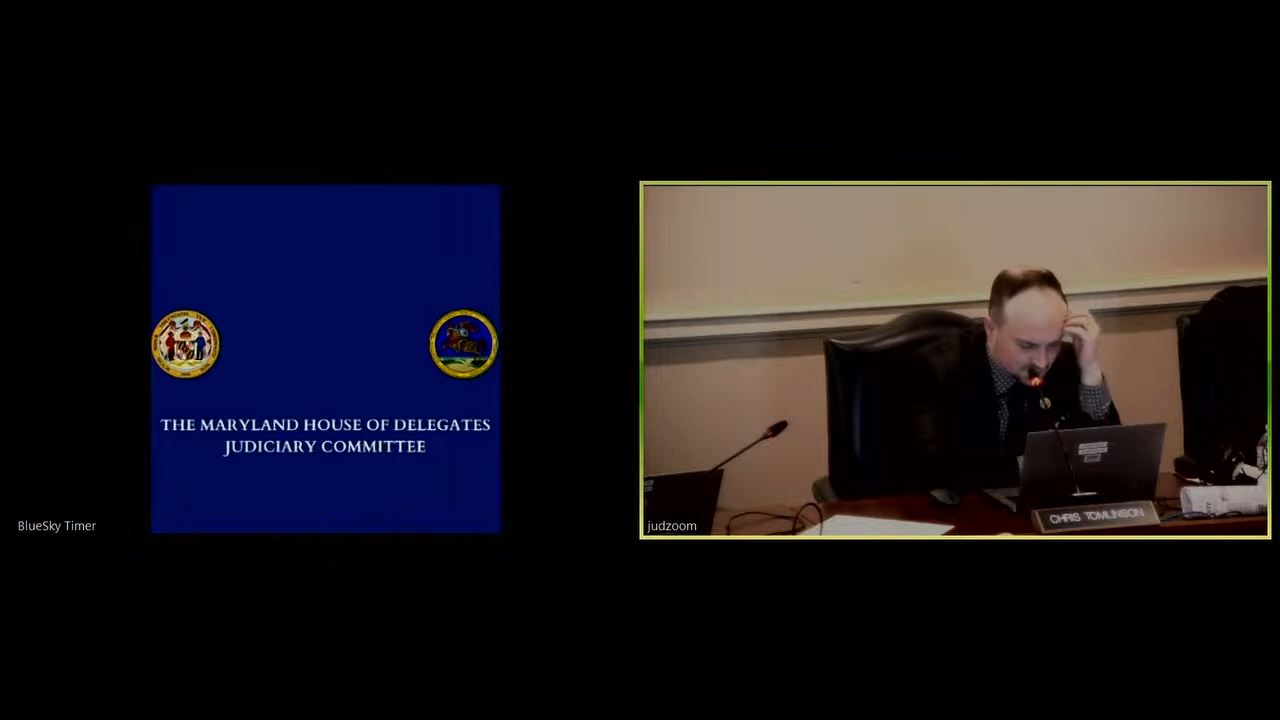 THE MARYLAND HOUSE OF DELEGATES
JUDICIARY COMMITTEE
BlueSky Timer
judzoom
CHRIS TOMLINSON